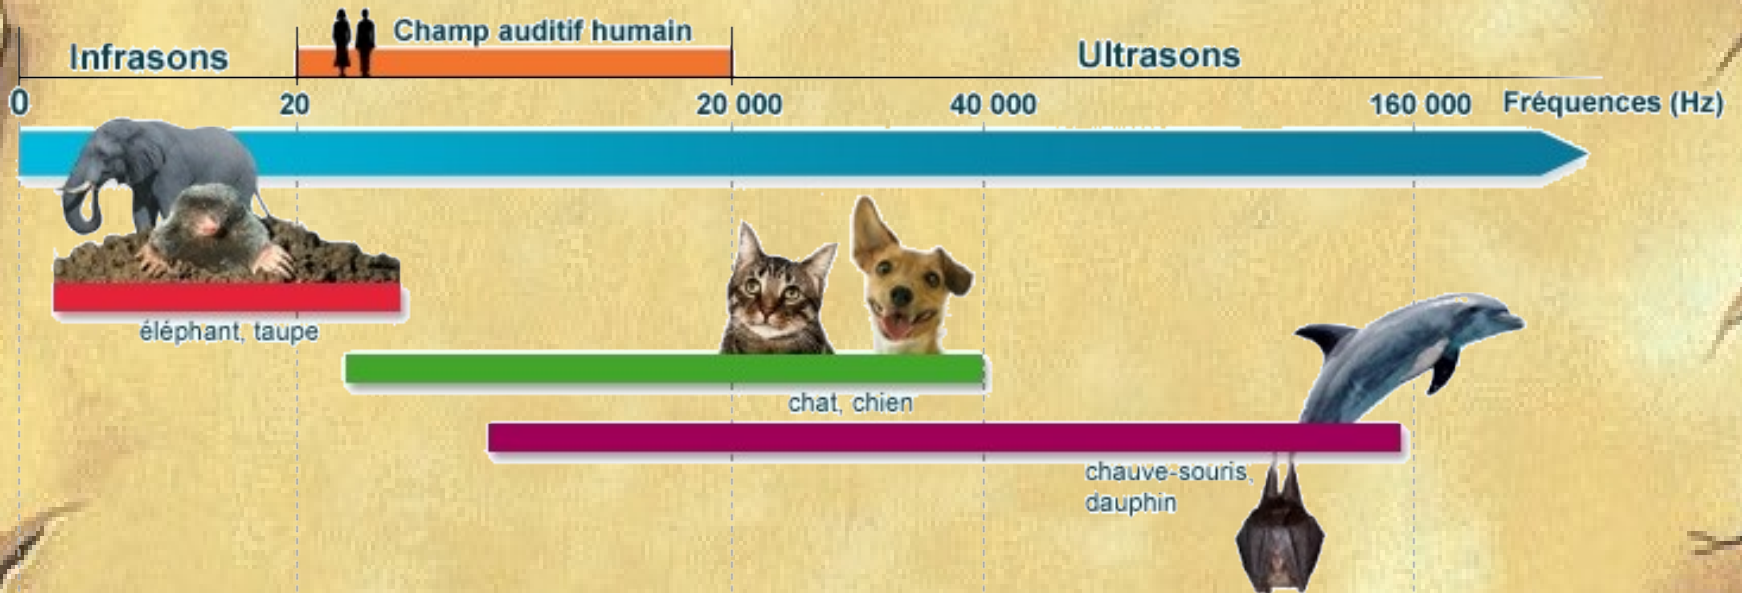 Infrasons
Champ auditif humain
Ultrasons
0
20
20 000
40 000
160 000
Fréquences (Hz)
éléphant, taupe
chat, chien
chauve-souris,
dauphin